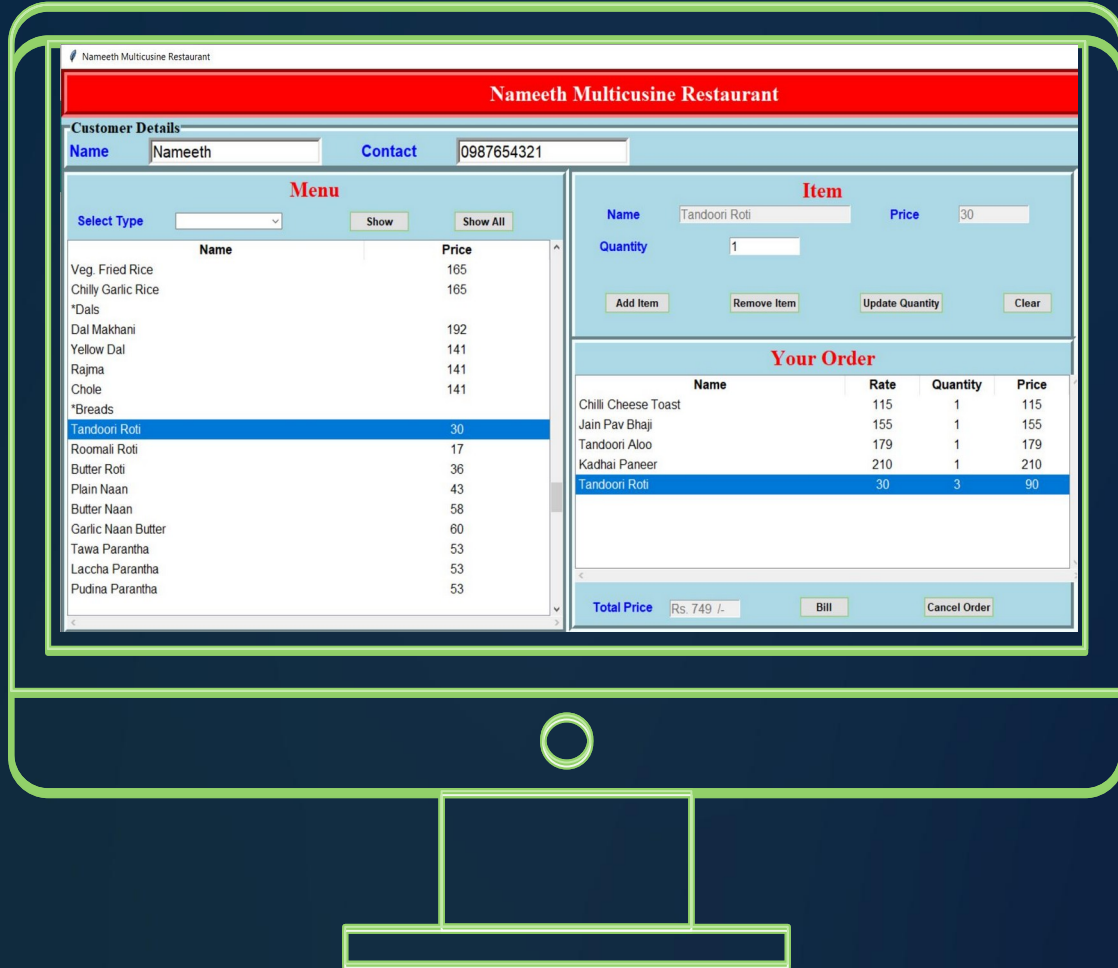 Nameeth Multicusine Restaurant
Nameeth Multicusine Restaurant
Customer Details
Name Nameeth Contact 0987654321
Menu
Select Type Show Show All
Name Price
Veg. Fried Rice 165
Chilly Garlic Rice 165
*Dals
Dal Makhani 192
Yellow Dal 141
Rajma 141
Chole 141
*Breads
Tandoori Roti 30
Roomali Roti 17
Butter Roti 36
Plain Naan 43
Butter Naan 58
Garlic Naan Butter 60
Tawa Parantha 53
Laccha Parantha 53
Pudina Parantha 53
Item
Name Tandoori Roti Price 30
Quantity 1
Add Item Remove Item Update Quantity Clear
Your Order
Name Rate Quantity Price
Chilli Cheese Toast 115 1 115
Jain Pav Bhaji 155 1 155
Tandoori Aloo 179 1 179
Kadhai Paneer 210 1 210
Tandoori Roti 30 3 90
Total Price Rs. 749 /- Bill Cancel Order